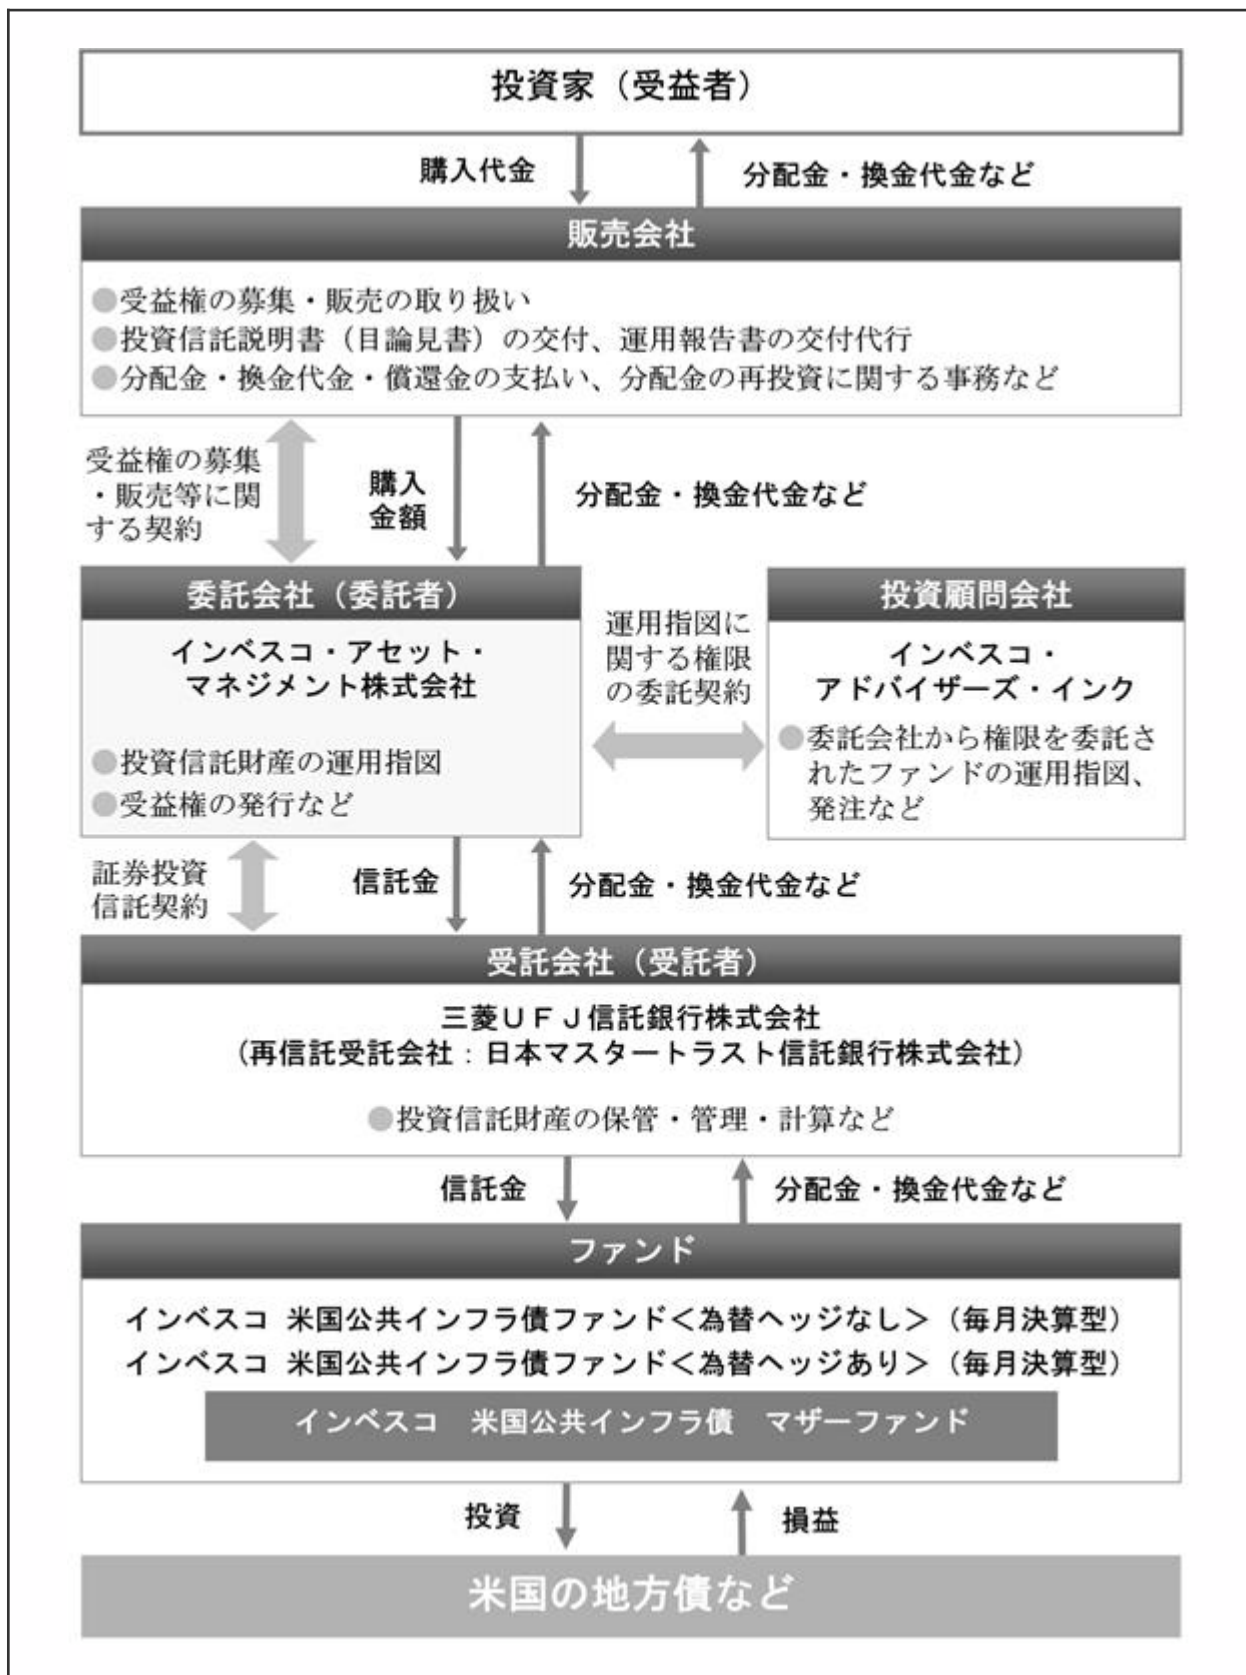 投資家（受益者）
購入代金
分配金・換金代金など
販売会社
●受益権の募集・販売の取り扱い
●投資信託説明書（目論見書）の交付、運用報告書の交付代行
●分配金・換金代金・償還金の支払い、分配金の再投資に関する事務など
受益権の募集
・販売等に関
する契約
購入
金額
分配金・換金代金など
委託会社（委託者）
インベスコ・アセット・
マネジメント株式会社
●投資信託財産の運用指図
●受益権の発行など
運用指図に
関する権限
の委託契約
投資顧問会社
インベスコ・
アドバイザーズ・インク
●委託会社から権限を委託さ
れたファンドの運用指図、
発注など
証券投資
信託契約
信託金
分配金・換金代金など
受託会社（受託者）
三菱ＵＦＪ信託銀行株式会社
（再信託受託会社：日本マスタートラスト信託銀行株式会社）
●投資信託財産の保管・管理・計算など
信託金
分配金・換金代金など
ファンド
インベスコ 米国公共インフラ債ファンド＜為替ヘッジなし＞（毎月決算型）
インベスコ 米国公共インフラ債ファンド＜為替ヘッジあり＞（毎月決算型）
インベスコ　米国公共インフラ債　マザーファンド
投資
損益
米国の地方債など